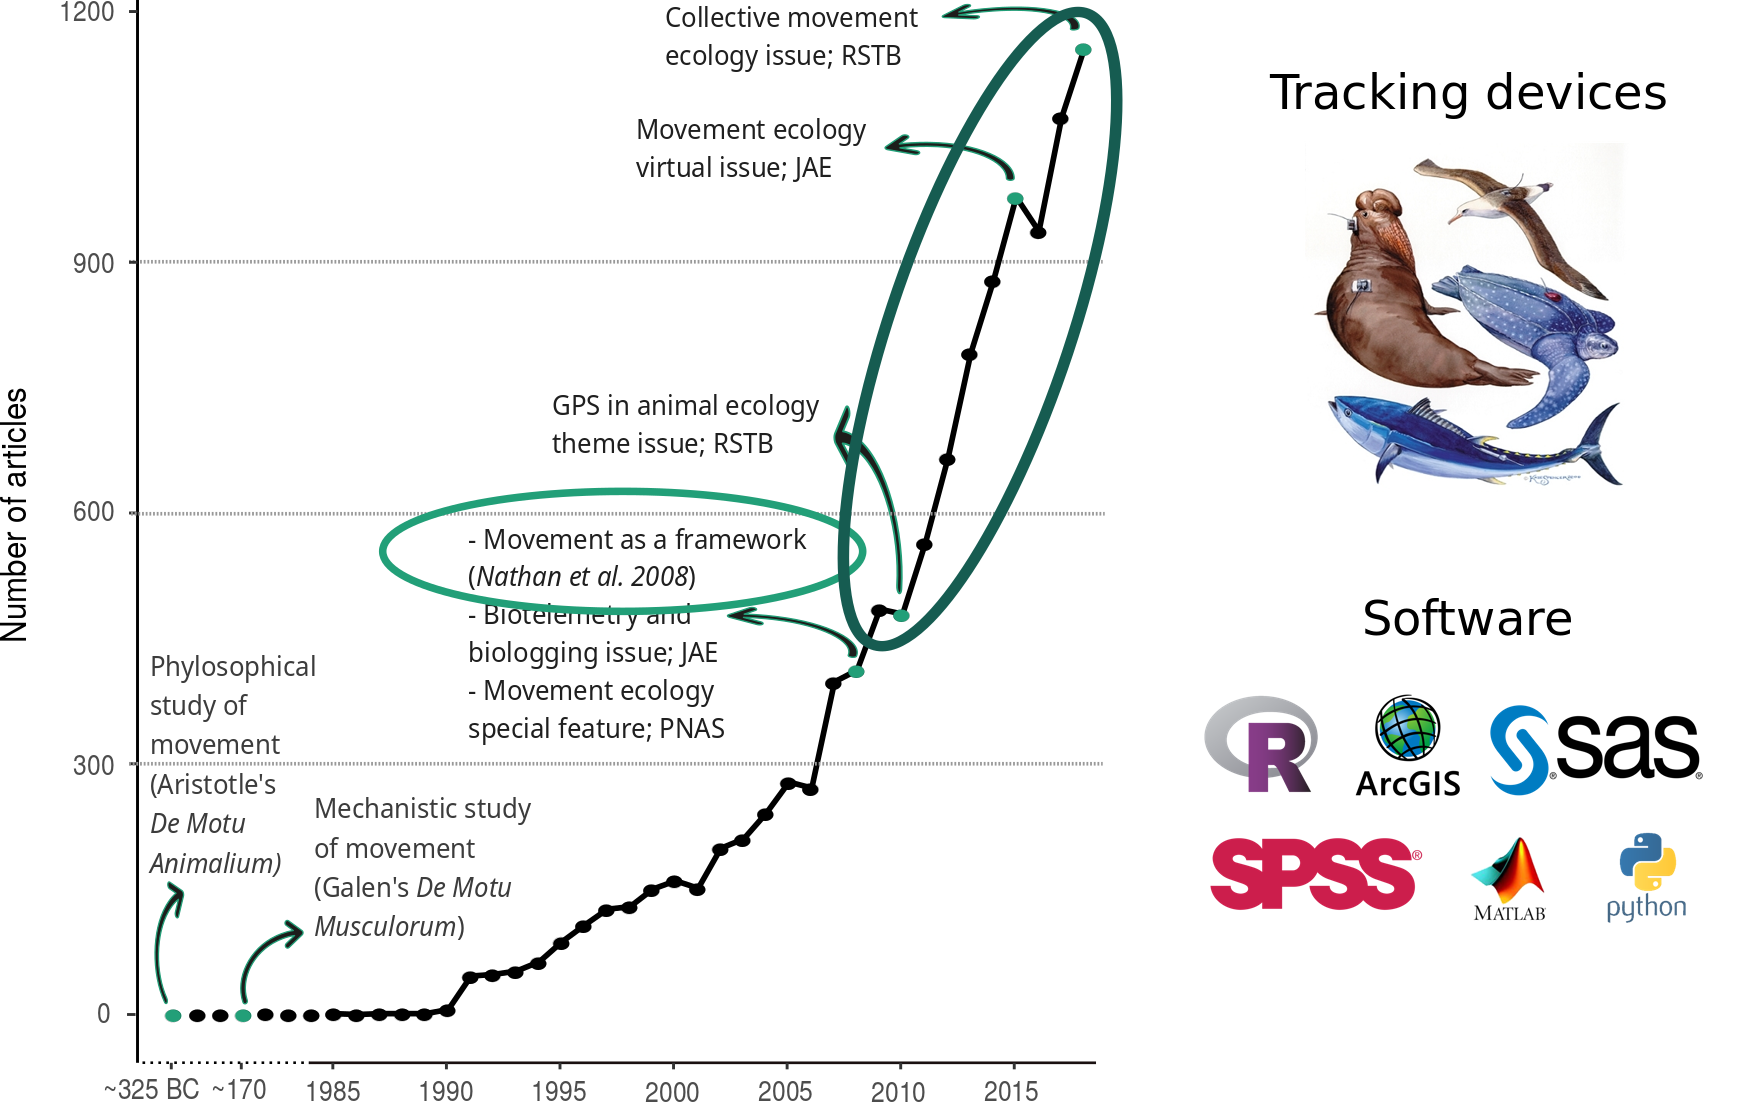 1200
900
600
300
0
Number of articles
~325 BC
~170
1985
1990
1995
2000
2005
2010
2015
Collective movement
ecology issue; RSTB
Movement ecology
virtual issue; JAE
GPS in animal ecology
theme issue; RSTB
- Movement as a framework
(Nathan et al. 2008)
- Biotelemetry and
biologging issue; JAE
- Movement ecology
special feature; PNAS
Phylosophical
study of
movement
(Aristotle's
De Motu
Animalium)
Mechanistic study
of movement
(Galen's De Motu
Musculorum)
Tracking devices
Software
R
ArcGIS
sas®
SPSS®
MATLAB
python